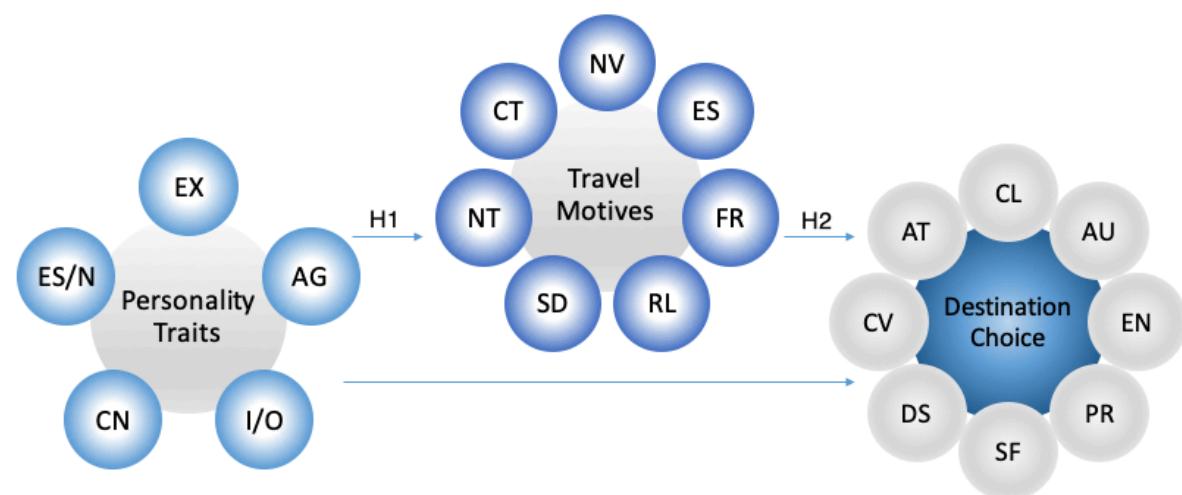 EX
ES/N
AG
Personality
Traits
CN
I/O
H1
NV
CT
ES
Travel
Motives
NT
FR
SD
RL
H2
CL
AT
AU
CV
Destination
Choice
EN
DS
PR
SF